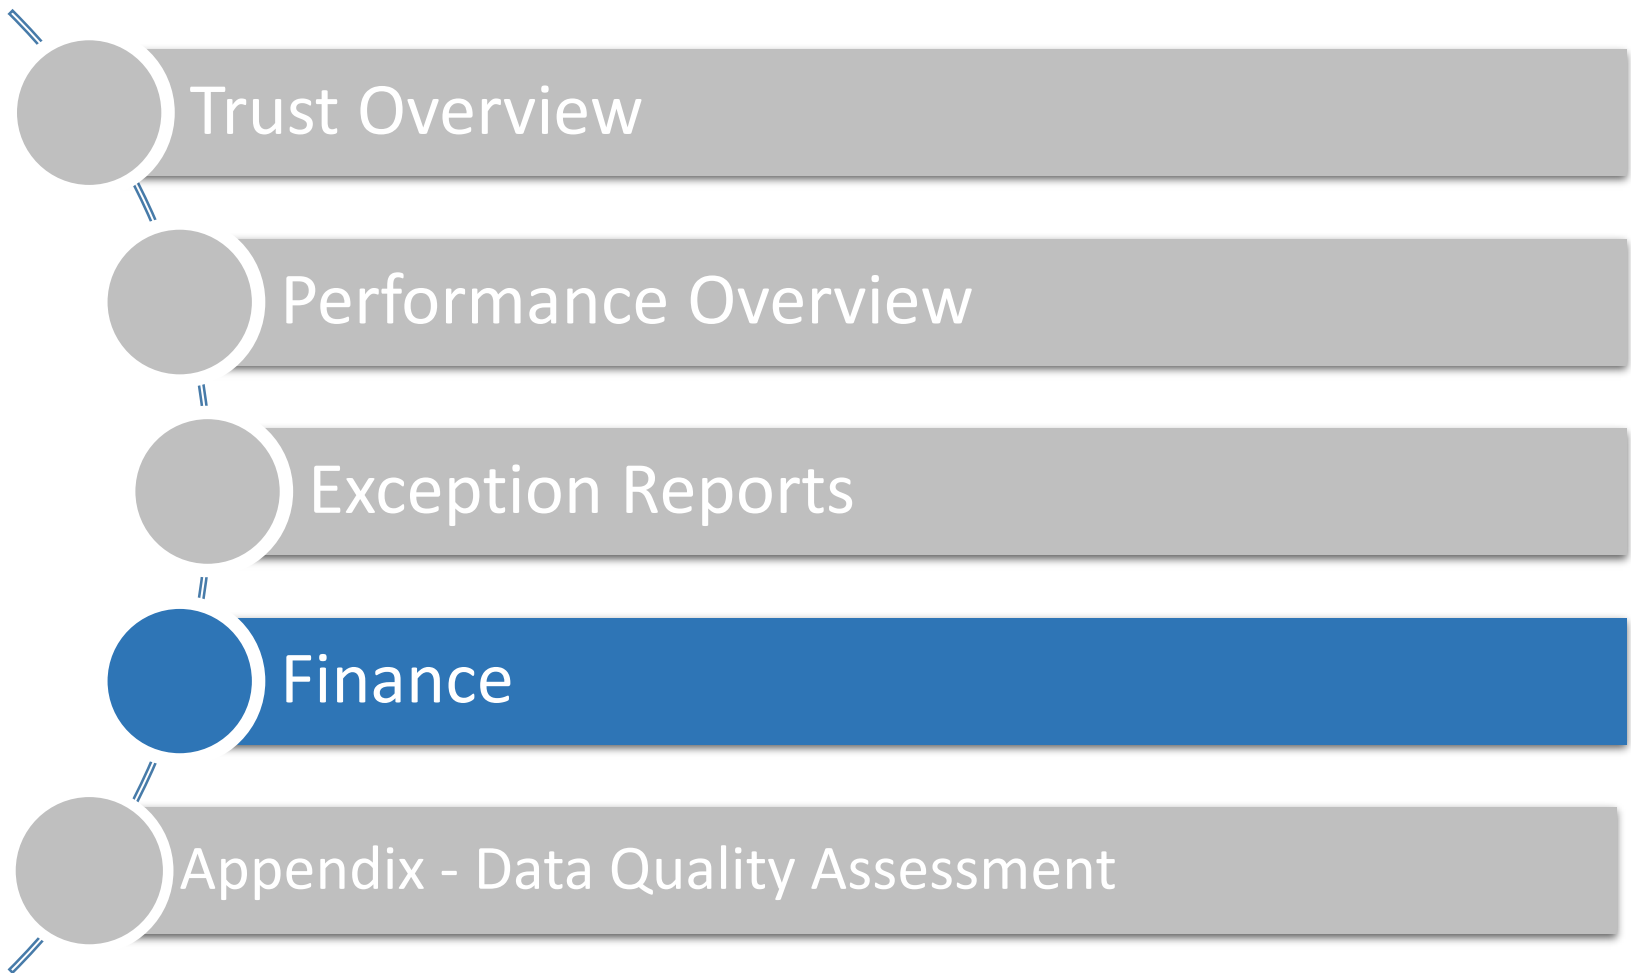 Trust Overview
Performance Overview
Exception Reports
Finance
Appendix - Data Quality Assessment